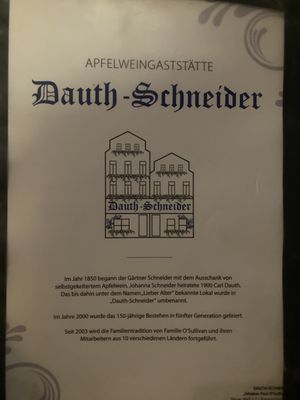 APFELWEINGASTSTÄTTE
Dauth-Schneider
Dauth-Schneider
Im Jahr 1850 begann der Gärtner Schneider mit dem Ausschank von
selbstgekeltertem Apfelwein. Johanna Schneider heiratete 1900 Carl Dauth.
Das bis dahin unter dem Namen „Lieber Alter" bekannte Lokal wurde in
„Dauth-Schneider" umbenannt.
Im Jahre 2000 wurde das 150-jährige Bestehen in fünfter Generation gefeiert.
Seit 2003 wird die Familientradition von Familie O'Sullivan und ihren
Mitarbeitern aus 10 verschiedenen Ländern fortgeführt.
DAUTH-SCHNEI